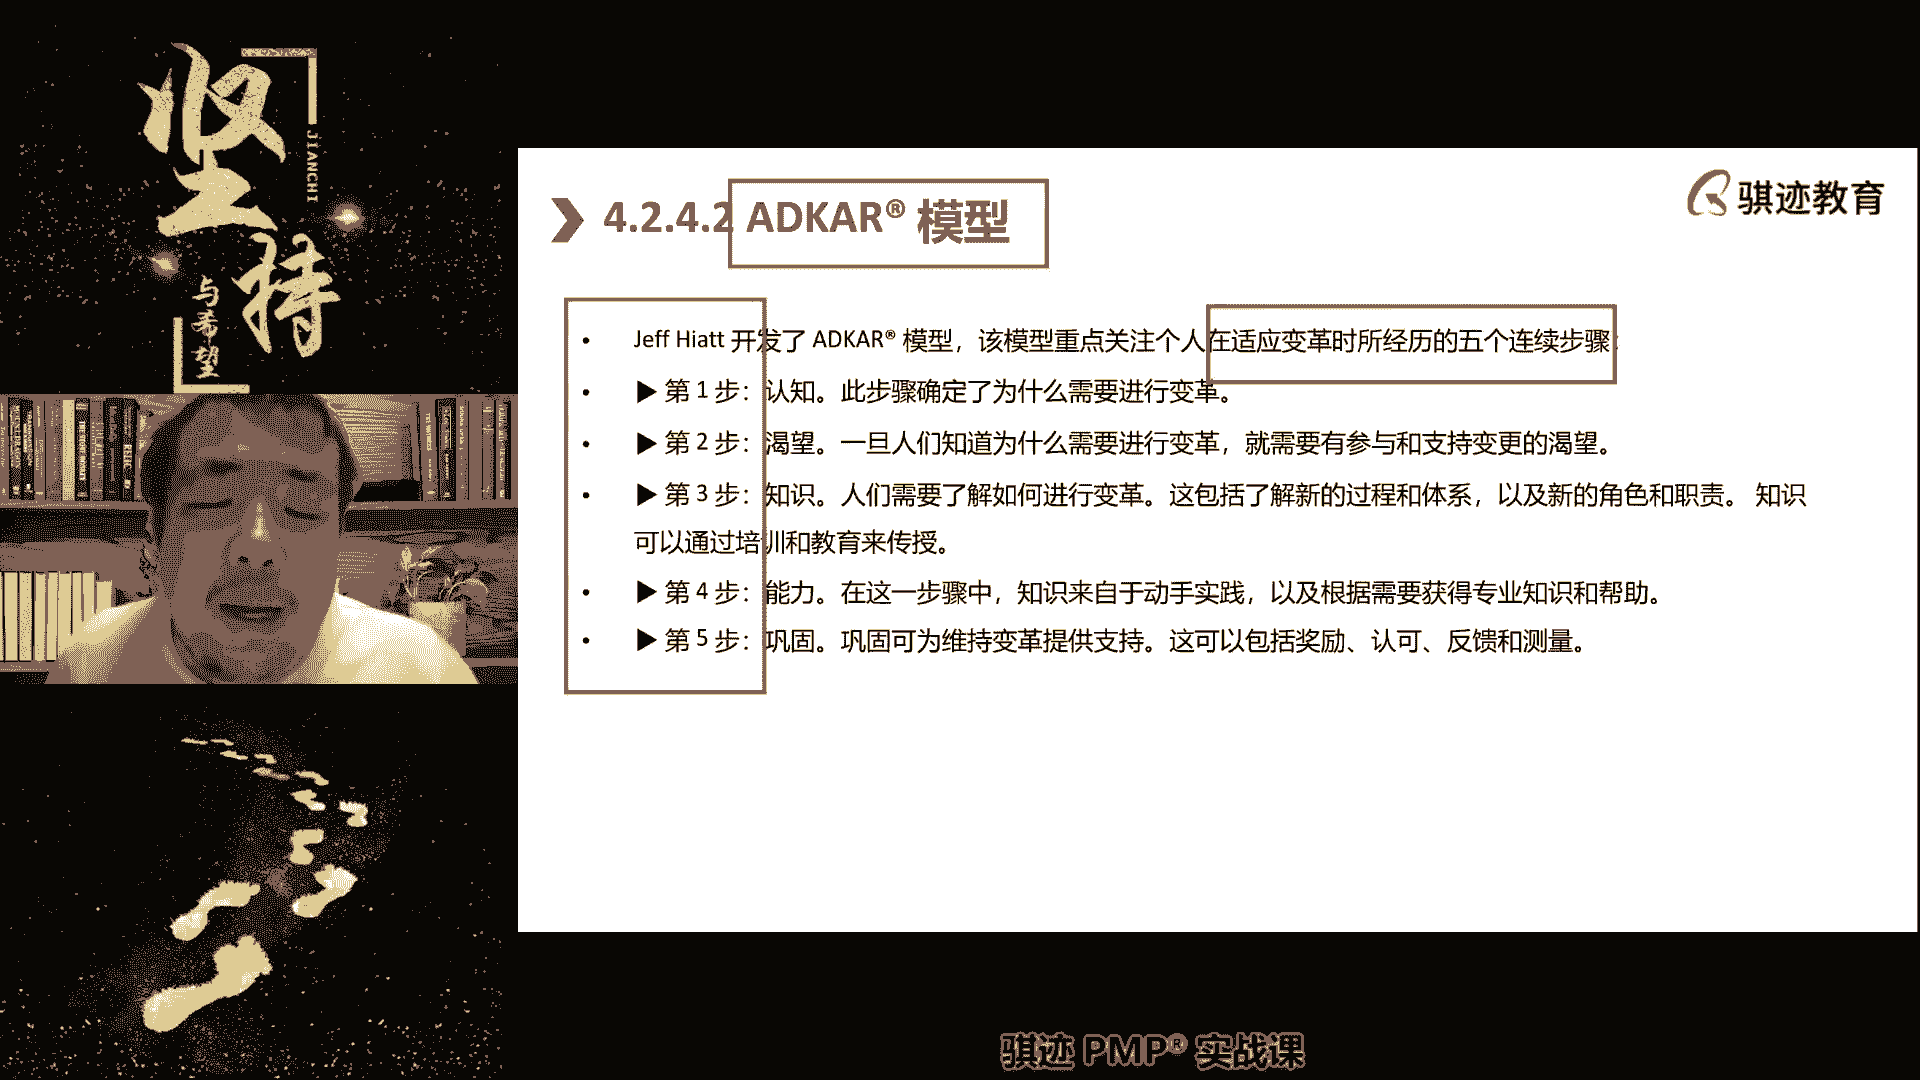 坚持
JIANCHI
与希望
骐迹教育
4.2.4.2 ADKAR® 模型
• Jeff Hiatt 开发了 ADKAR® 模型，该模型重点关注个人在适应变革时所经历的五个连续步骤：
• ▶ 第 1 步：认知。此步骤确定了为什么需要进行变革。
• ▶ 第 2 步：渴望。一旦人们知道为什么需要进行变革，就需要有参与和支持变更的渴望。
• ▶ 第 3 步：知识。人们需要了解如何进行变革。这包括了解新的过程和体系，以及新的角色和职责。 知识
可以通过培训和教育来传授。
• ▶ 第 4 步：能力。在这一步骤中，知识来自于动手实践，以及根据需要获得专业知识和帮助。
• ▶ 第 5 步：巩固。巩固可为维持变革提供支持。这可以包括奖励、认可、反馈和测量。
骐迹 PMP® 实战课